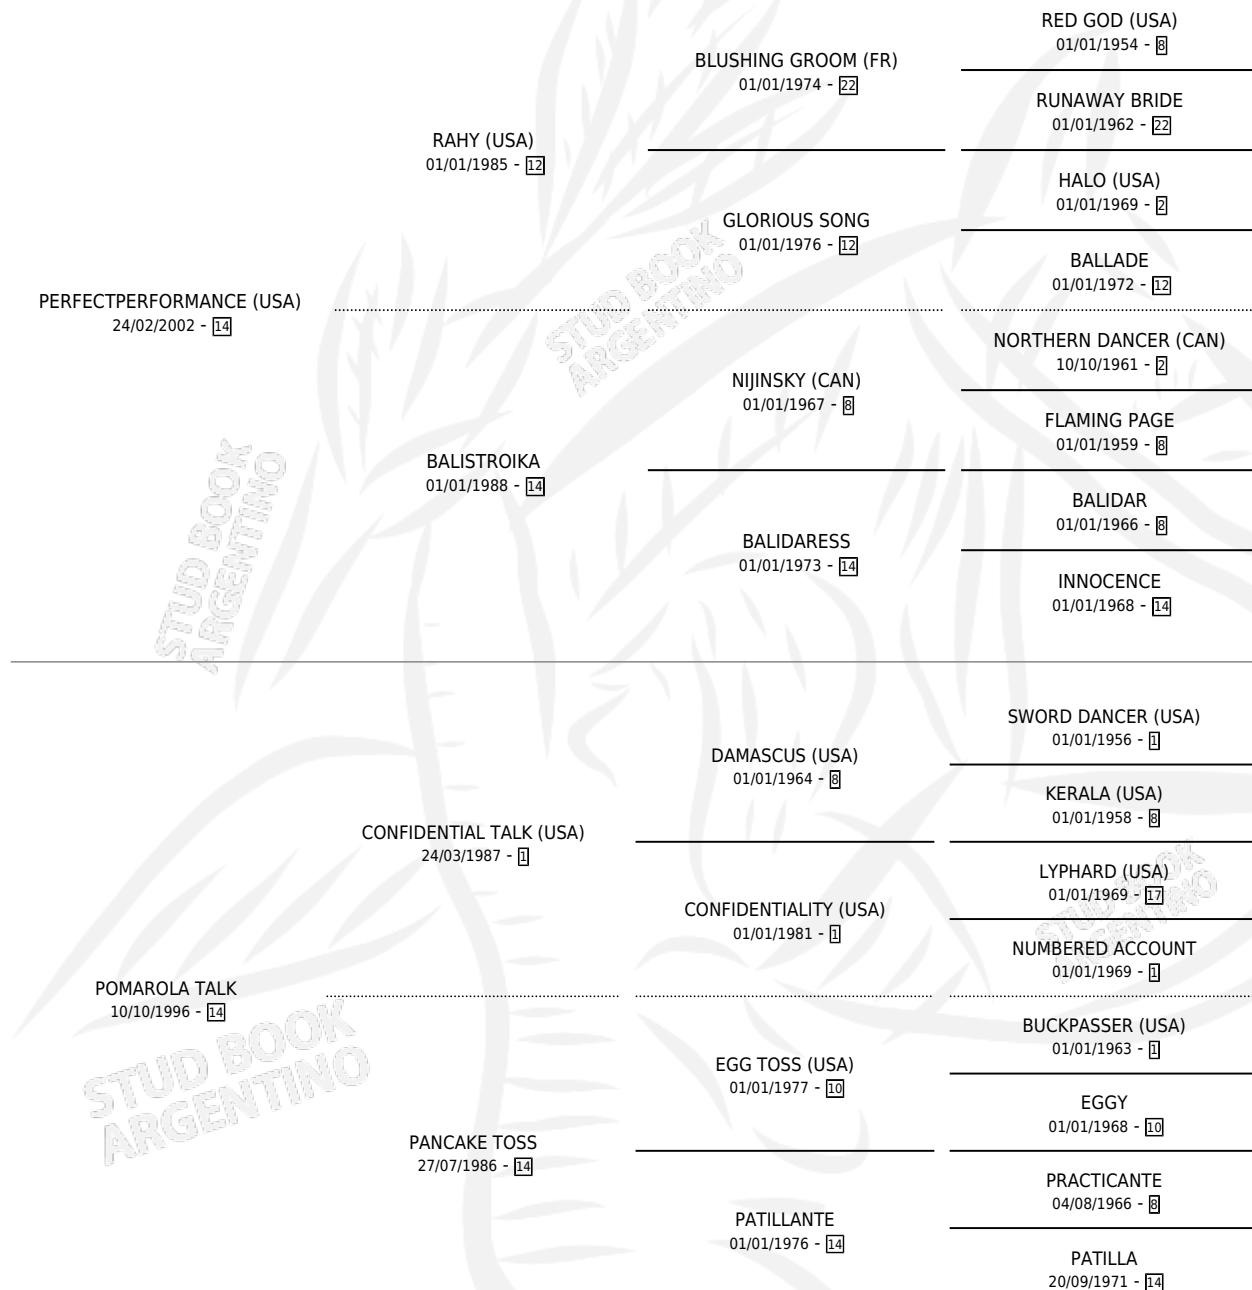 RED GOD (USA)
01/01/1954 - 8
BLUSHING GROOM (FR)
01/01/1974 - 22
RUNAWAY BRIDE
01/01/1962 - 22
RAHY (USA)
01/01/1985 - 12
HALO (USA)
01/01/1969 - 2
GLORIOUS SONG
01/01/1976 - 12
BALLADE
01/01/1972 - 12
PERFECTPERFORMANCE (USA)
24/02/2002 - 14
NORTHERN DANCER (CAN)
10/10/1961 - 2
NIJINSKY (CAN)
01/01/1967 - 8
FLAMING PAGE
01/01/1959 - 8
BALISTROIKA
01/01/1988 - 14
BALIDAR
01/01/1966 - 8
BALIDARESS
01/01/1973 - 14
INNOCENCE
01/01/1968 - 14
SWORD DANCER (USA)
01/01/1956 - 1
DAMASCUS (USA)
01/01/1964 - 8
KERALA (USA)
01/01/1958 - 8
CONFIDENTIAL TALK (USA)
24/03/1987 - 1
LYPHARD (USA)
01/01/1969 - 17
CONFIDENTIALITY (USA)
01/01/1981 - 1
NUMBERED ACCOUNT
01/01/1969 - 1
POMAROLA TALK
10/10/1996 - 14
BUCKPASSER (USA)
01/01/1963 - 1
EGG TOSS (USA)
01/01/1977 - 10
EGGY
01/01/1968 - 10
PANCAKE TOSS
27/07/1986 - 14
PRACTICANTE
04/08/1966 - 8
PATILLANTE
01/01/1976 - 14
PATILLA
20/09/1971 - 14
STUD BOOK
ARGENTINO
STUD BOOK
ARGENTINO
STUD BOOK
ARGENTINO
STUD BOOK
ARGENTINO